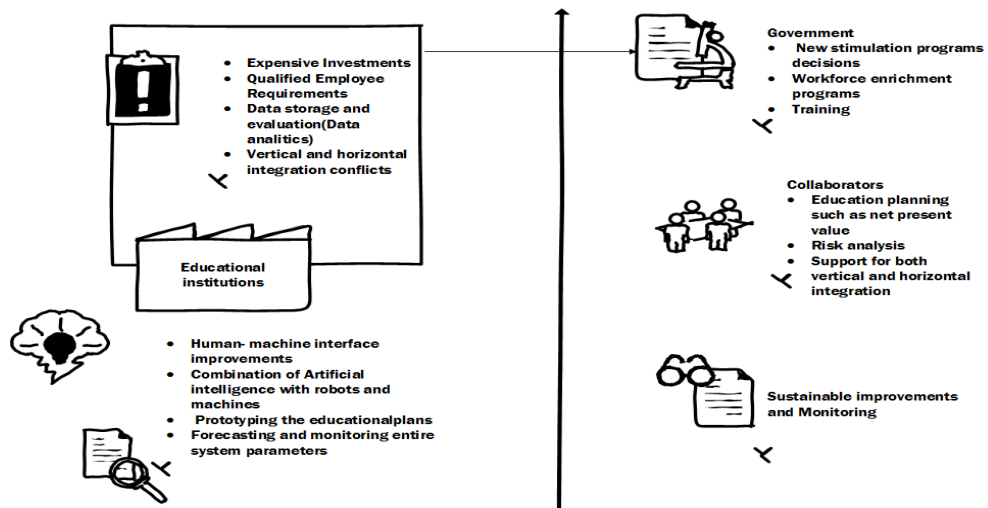 • Expensive Investments
• Qualified Employee
Requirements
• Data storage and
evaluation(Data
analitics)
• Vertical and horizontal
integration conflicts
Educational
institutions
• Human- machine interface
improvements
• Combination of Artificial
intelligence with robots and
machines
• Prototyping the educationalplans
• Forecasting and monitoring entire
system parameters
Government
• New stimulation programs
decisions
• Workforce enrichment
programs
• Training
Collaborators
• Education planning
such as net present
value
• Risk analysis
• Support for both
vertical and horizontal
integration
Sustainable improvements
and Monitoring